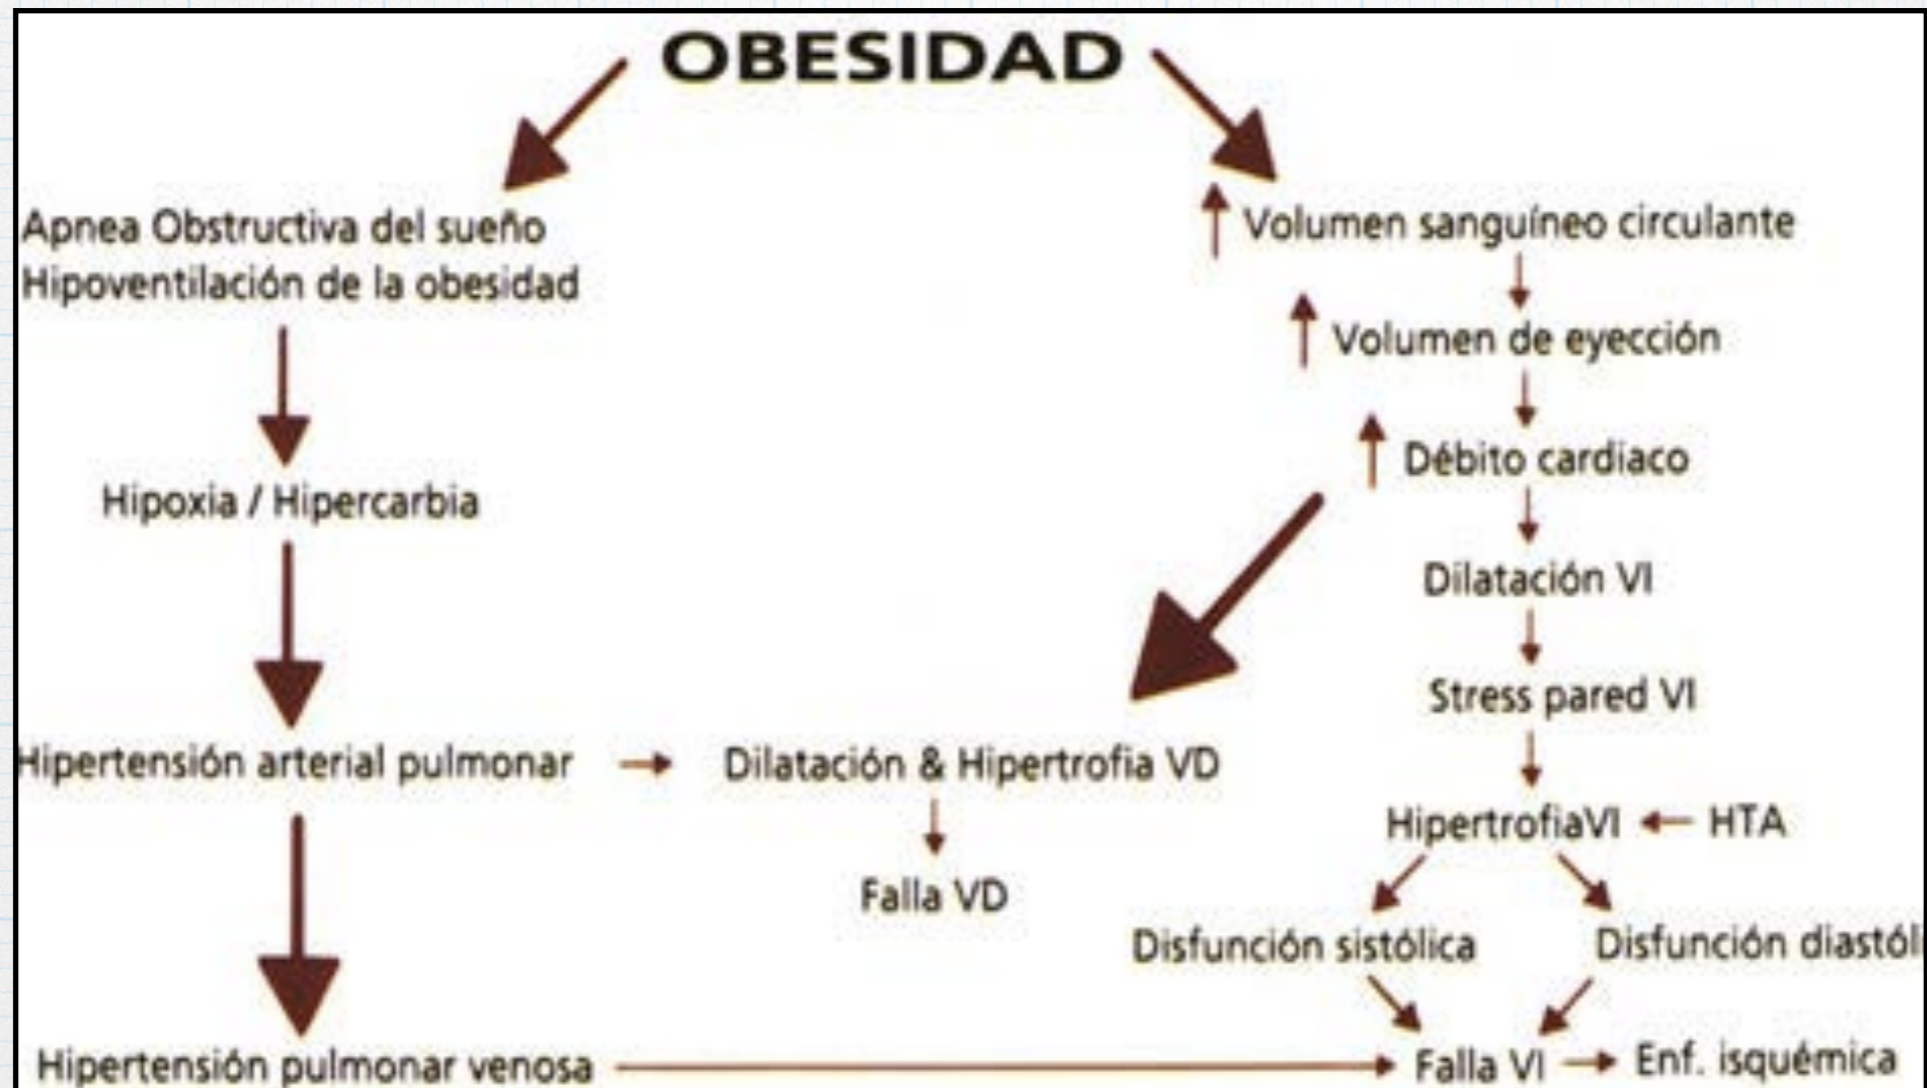 OBESIDAD
Apnea Obstructiva del sueño
Hipoventilación de la obesidad
Hipoxia / Hipercarbia
Hipertensión arterial pulmonar
Hipertensión pulmonar venosa
Dilatación & Hipertrofia VD
Falla VD
Volumen sanguíneo circulante
Volumen de eyección
Débito cardiaco
Dilatación VI
Stress pared VI
HipertrofiaVI
HTA
Disfunción sistólica
Disfunción diastóli
Falla VI
Enf. isquémica